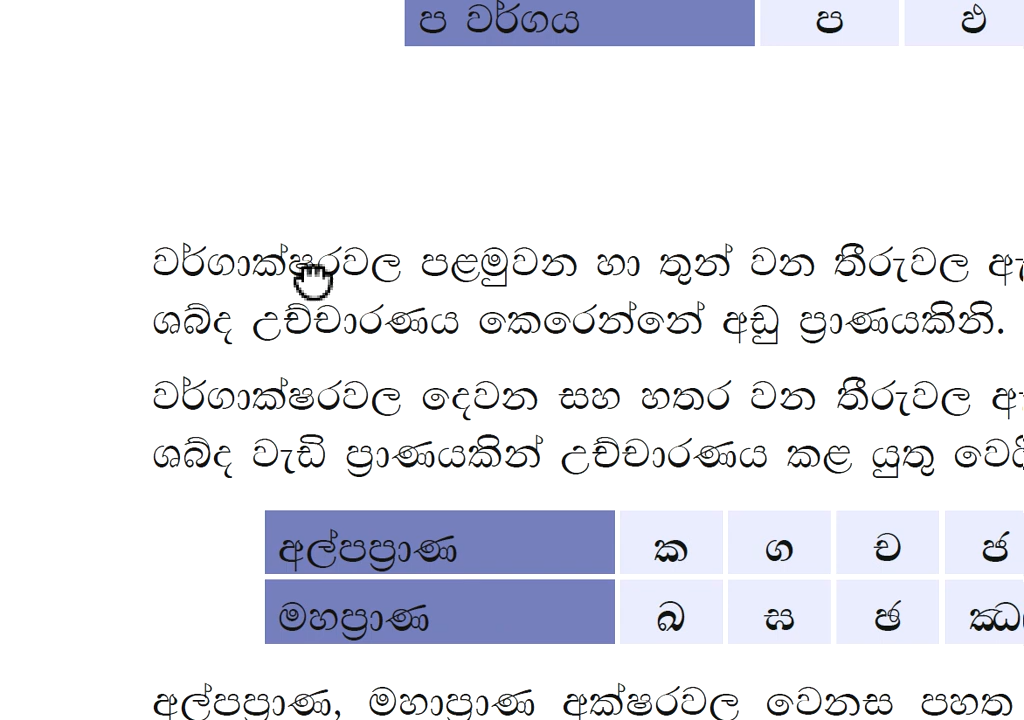 ප වර්ගය ප ඵ
වර්ගාක්ෂරවල පළමුවන හා තුන් වන තීරුවල
ශබ්ද උච්චාරණය කෙරෙන්නේ අඩු ප්‍රාණයකිනි.
වර්ගාක්ෂරවල දෙවන සහ හතර වන තීරුවල
ශබ්ද වැඩි ප්‍රාණයකින් උච්චාරණය කළ යුතු
අල්පප්‍රාණ ක ග ච ජ
මහප්‍රාණ ඛ ඝ ඡ ඣ
අල්පප්‍රාණ, මහාප්‍රාණ අක්ෂරවල වෙනස පහත